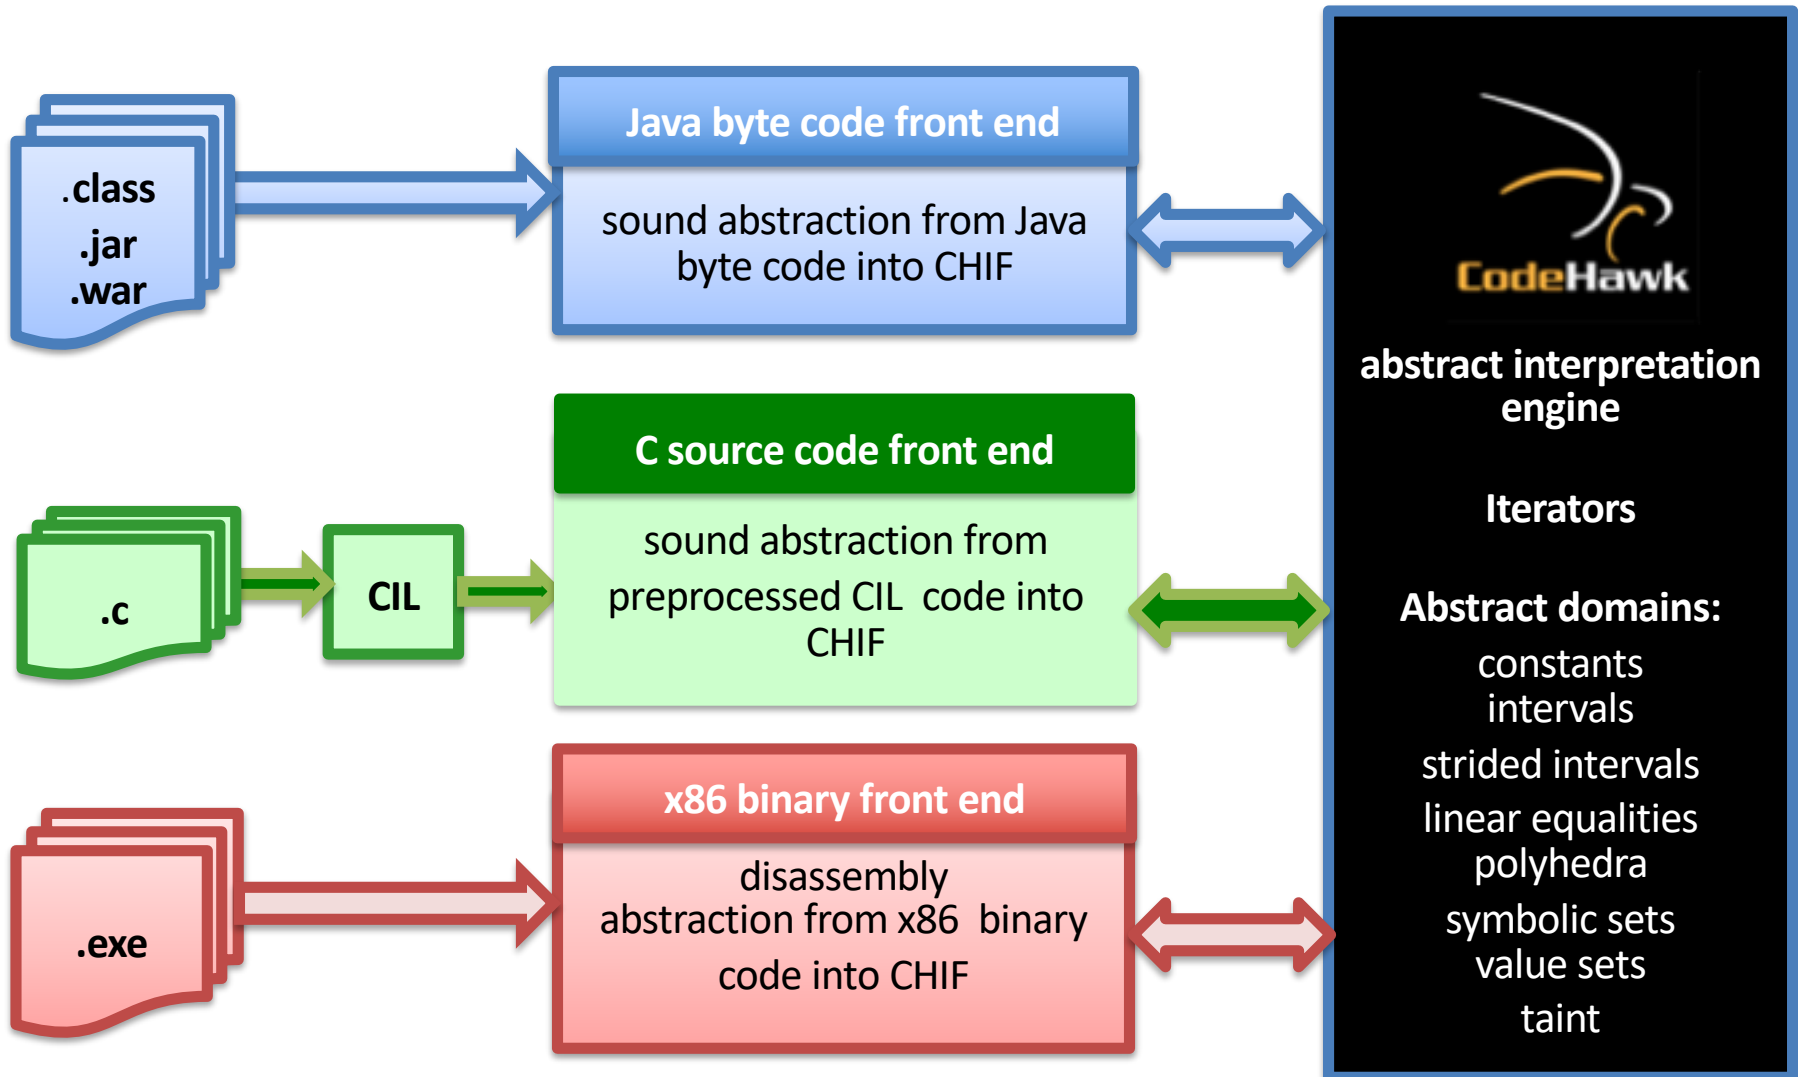 .class
.jar
.war
Java byte code front end
sound abstraction from Java
byte code into CHIF
.c
CIL
C source code front end
sound abstraction from
preprocessed CIL code into
CHIF
.exe
x86 binary front end
disassembly
abstraction from x86 binary
code into CHIF
CodeHawk
abstract interpretation
engine
Iterators
Abstract domains:
constants
intervals
strided intervals
linear equalities
polyhedra
symbolic sets
value sets
taint